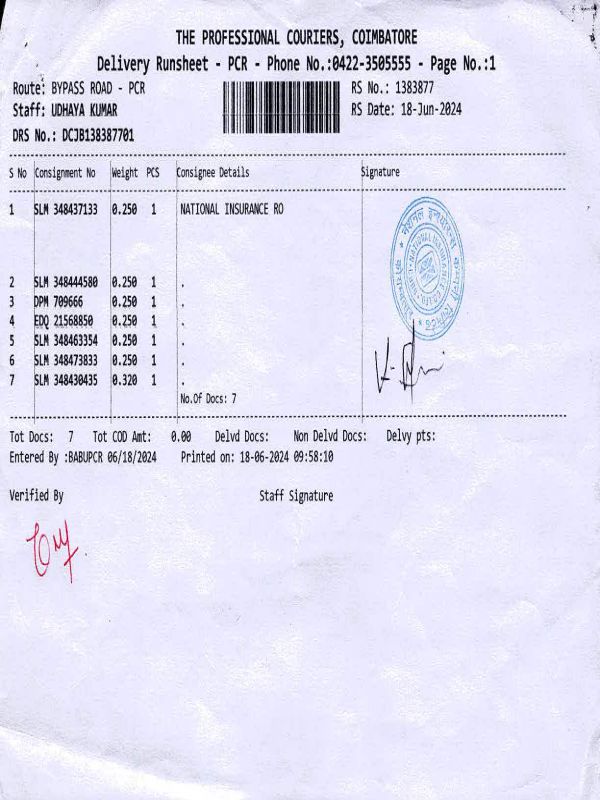 THE PROFESSIONAL COURIERS, COIMBATORE
Delivery Runsheet - PCR - Phone No.:0422-3505555 - Page No.:1
Route: BYPASS ROAD - PCR RS No.: 1383877
Staff: UDHAYA KUMAR RS Date: 18-Jun-2024
DRS No.: DCJB138387701
S No Consignment No Weight PCS Consignee Details Signature
1 SLM 348437133 0.250 1 NATIONAL INSURANCE RO
2 SLM 348444580 0.250 1 .
3 DPM 709666 0.250 1 .
4 EDQ 21568850 0.250 1 .
5 SLM 348463354 0.250 1 .
6 SLM 348473833 0.250 1 .
7 SLM 348430435 0.320 1 .
No.Of Docs: 7
Tot Docs: 7 Tot COD Amt: 0.00 Delvd Docs: Non Delvd Docs: Delvy pts:
Entered By :BABUPCR 06/18/2024 Printed on: 18-06-2024 09:58:10
Verified By Staff Signature